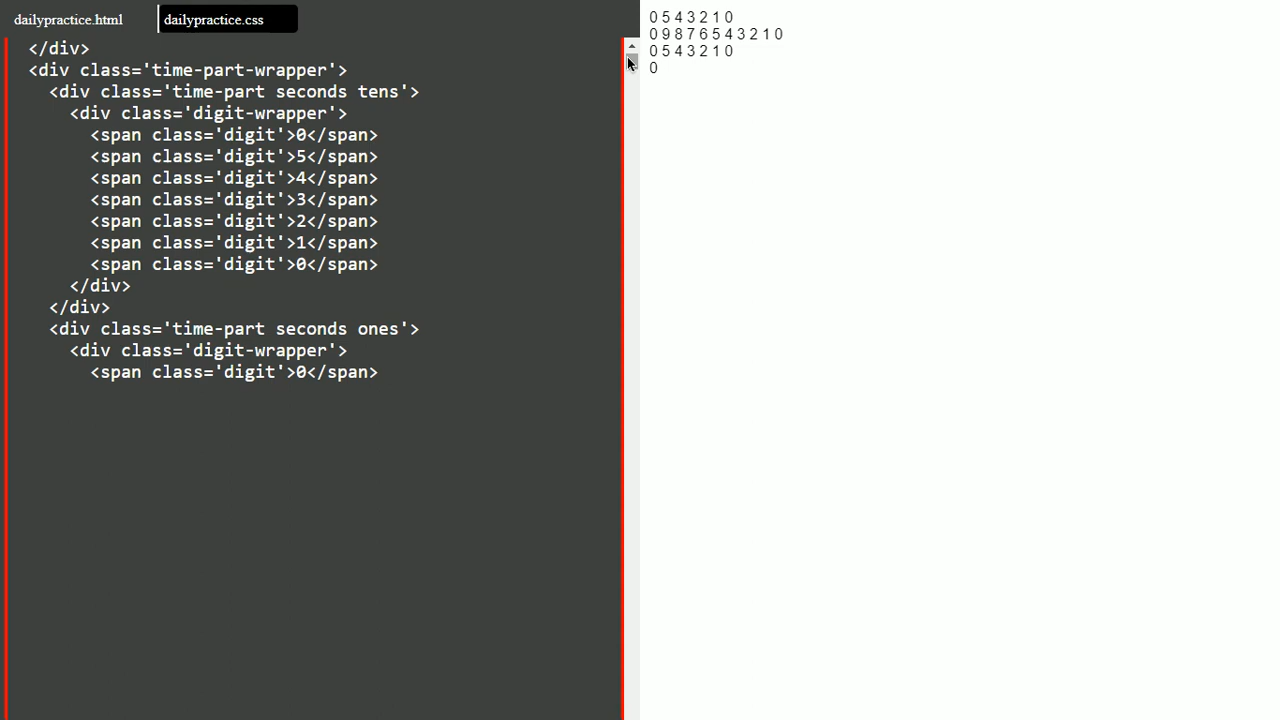 dailypractice.html
dailypractice.css
</div>
<div class='time-part-wrapper'>
<div class='time-part seconds tens'>
<div class='digit-wrapper'>
<span class='digit'>0</span>
<span class='digit'>5</span>
<span class='digit'>4</span>
<span class='digit'>3</span>
<span class='digit'>2</span>
<span class='digit'>1</span>
<span class='digit'>0</span>
</div>
</div>
<div class='time-part seconds ones'>
<div class='digit-wrapper'>
<span class='digit'>0</span>
0 5 4 3 2 1 0
0 9 8 7 6 5 4 3 2 1 0
0 5 4 3 2 1 0
0